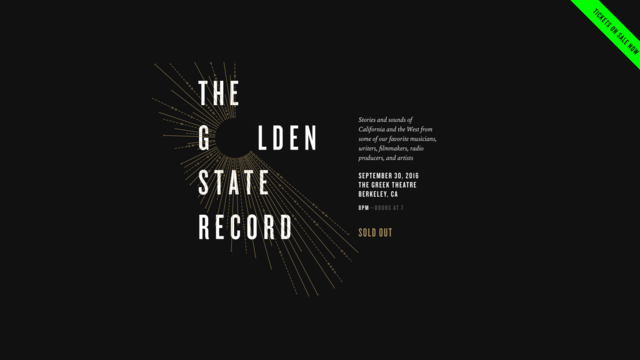 TICKETS ON SALE NOW
THE
G LDEN
STATE
RECORD
Stories and sounds of
California and the West from
some of our favorite musicians,
writers, filmmakers, radio
producers, and artists
SEPTEMBER 30, 2016
THE GREEK THEATRE
BERKELEY, CA
8PM—DOORS AT 7
SOLD OUT